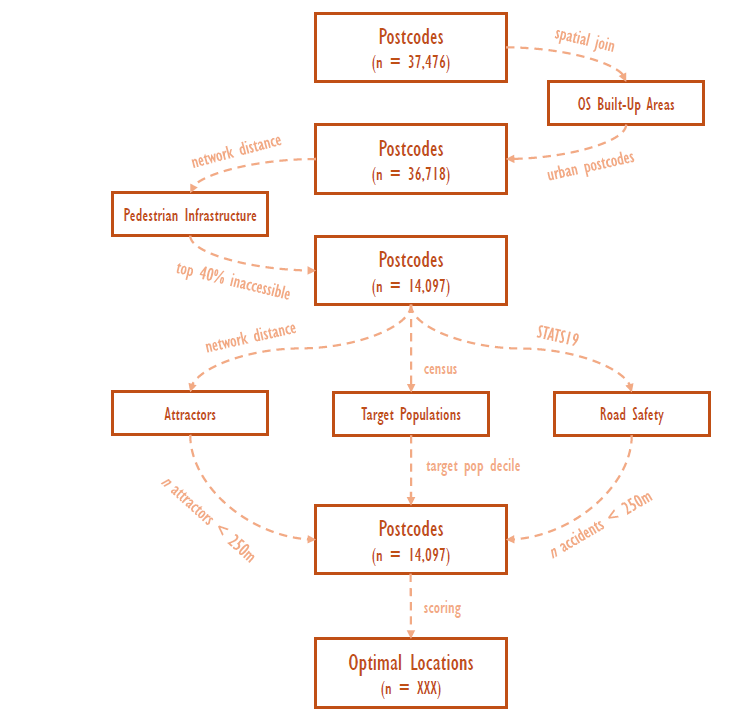 Postcodes
(n = 37,476)
spatial join
OS Built-Up Areas
urban postcodes
Postcodes
(n = 36,718)
network distance
Pedestrian Infrastructure
top 40% inaccessible
Postcodes
(n = 14,097)
network distance
census
STATS19
Attractors
Target Populations
Road Safety
n attractors < 250m
target pop decile
n accidents < 250m
Postcodes
(n = 14,097)
scoring
Optimal Locations
(n = XXX)